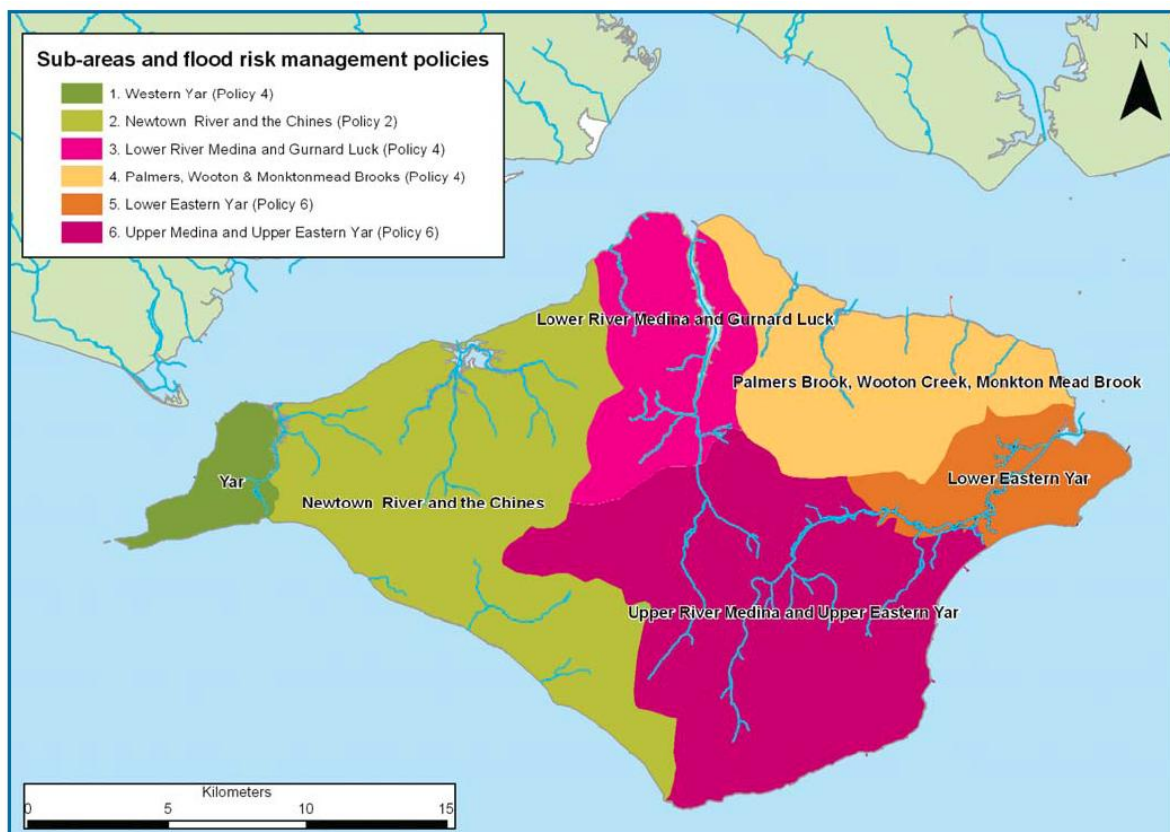 Sub-areas and flood risk management policies
1. Western Yar (Policy 4)
2. Newtown River and the Chines (Policy 2)
3. Lower River Medina and Gurnard Luck (Policy 4)
4. Palmers, Wooton & Monktonmead Brooks (Policy 4)
5. Lower Eastern Yar (Policy 6)
6. Upper Medina and Upper Eastern Yar (Policy 6)
N
Lower River Medina and Gurnard Luck
Palmers Brook, Wooton Creek, Monkton Mead Brook
Yar
Newtown River and the Chines
Lower Eastern Yar
Upper River Medina and Upper Eastern Yar
Kilometers
0 5 10 15